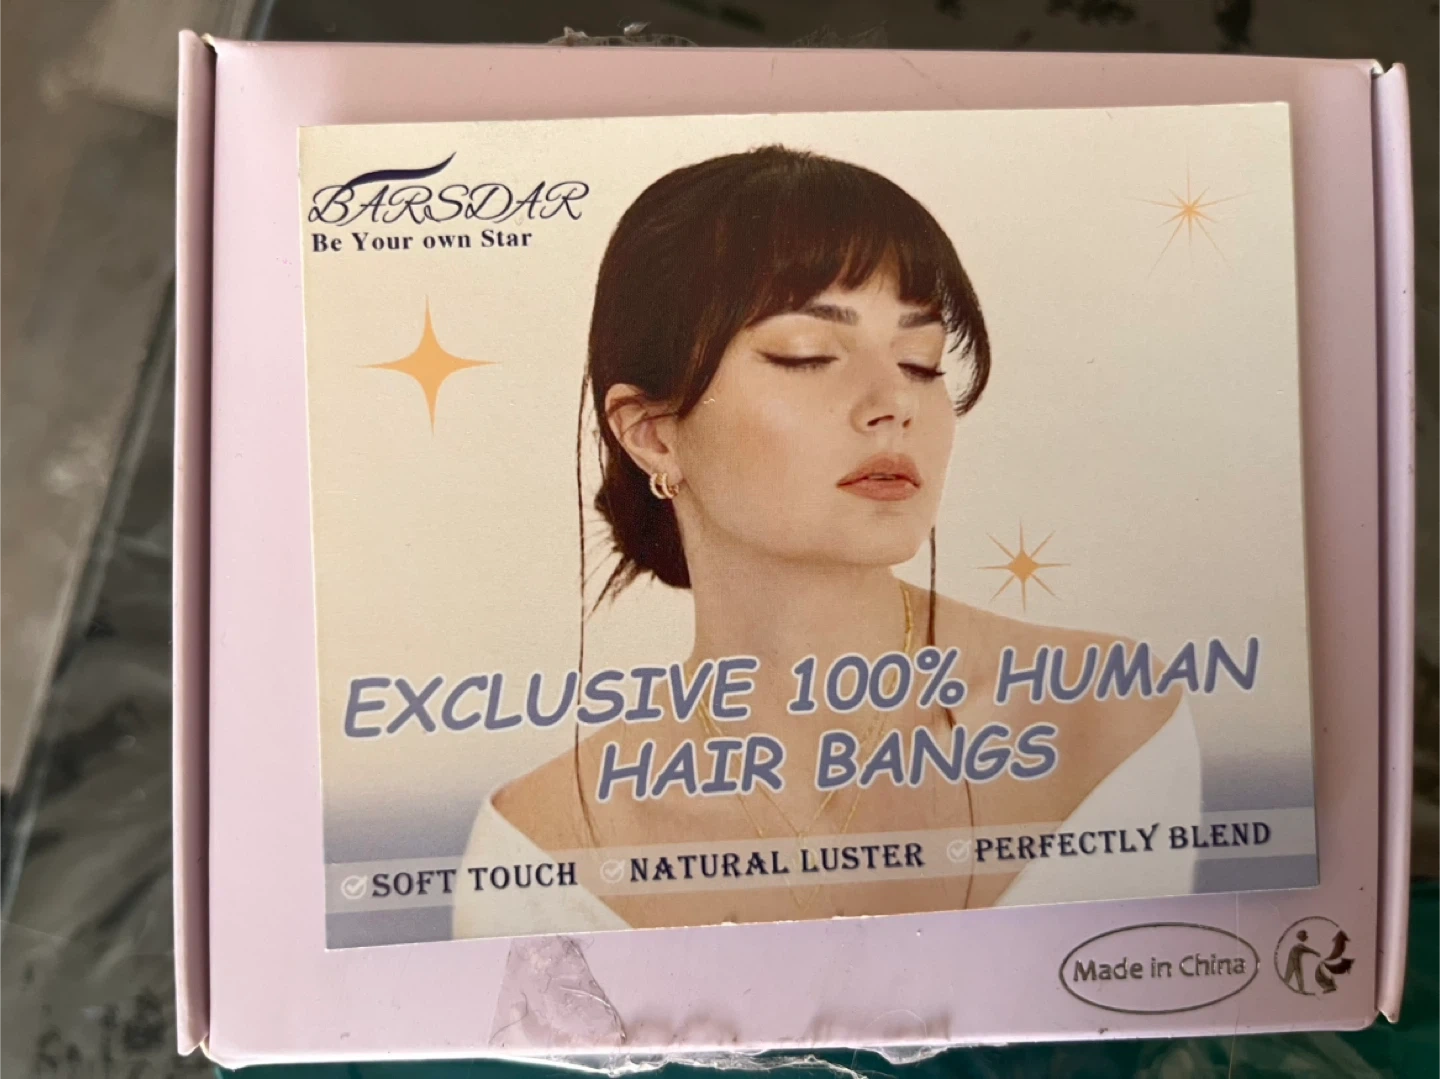 BARSDAR
Be Your own Star
EXCLUSIVE 100% HUMAN
HAIR BANGS
SOFT TOUCH NATURAL LUSTER PERFECTLY BLEND
Made in China